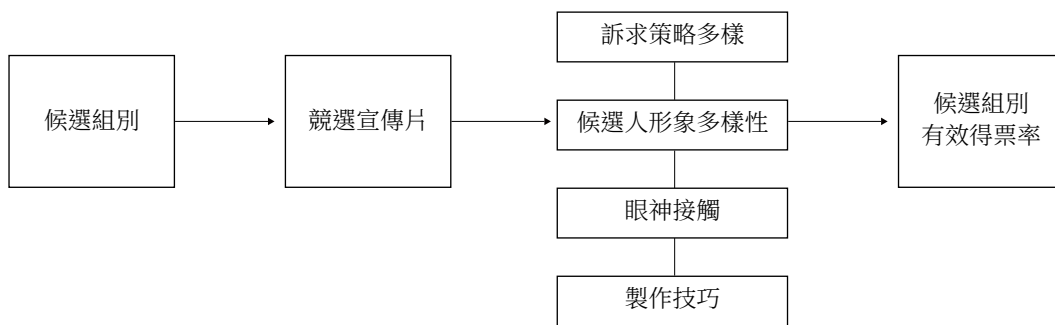 候選組別
競選宣傳片
訴求策略多樣
候選人形象多樣性
眼神接觸
製作技巧
候選組別
有效得票率